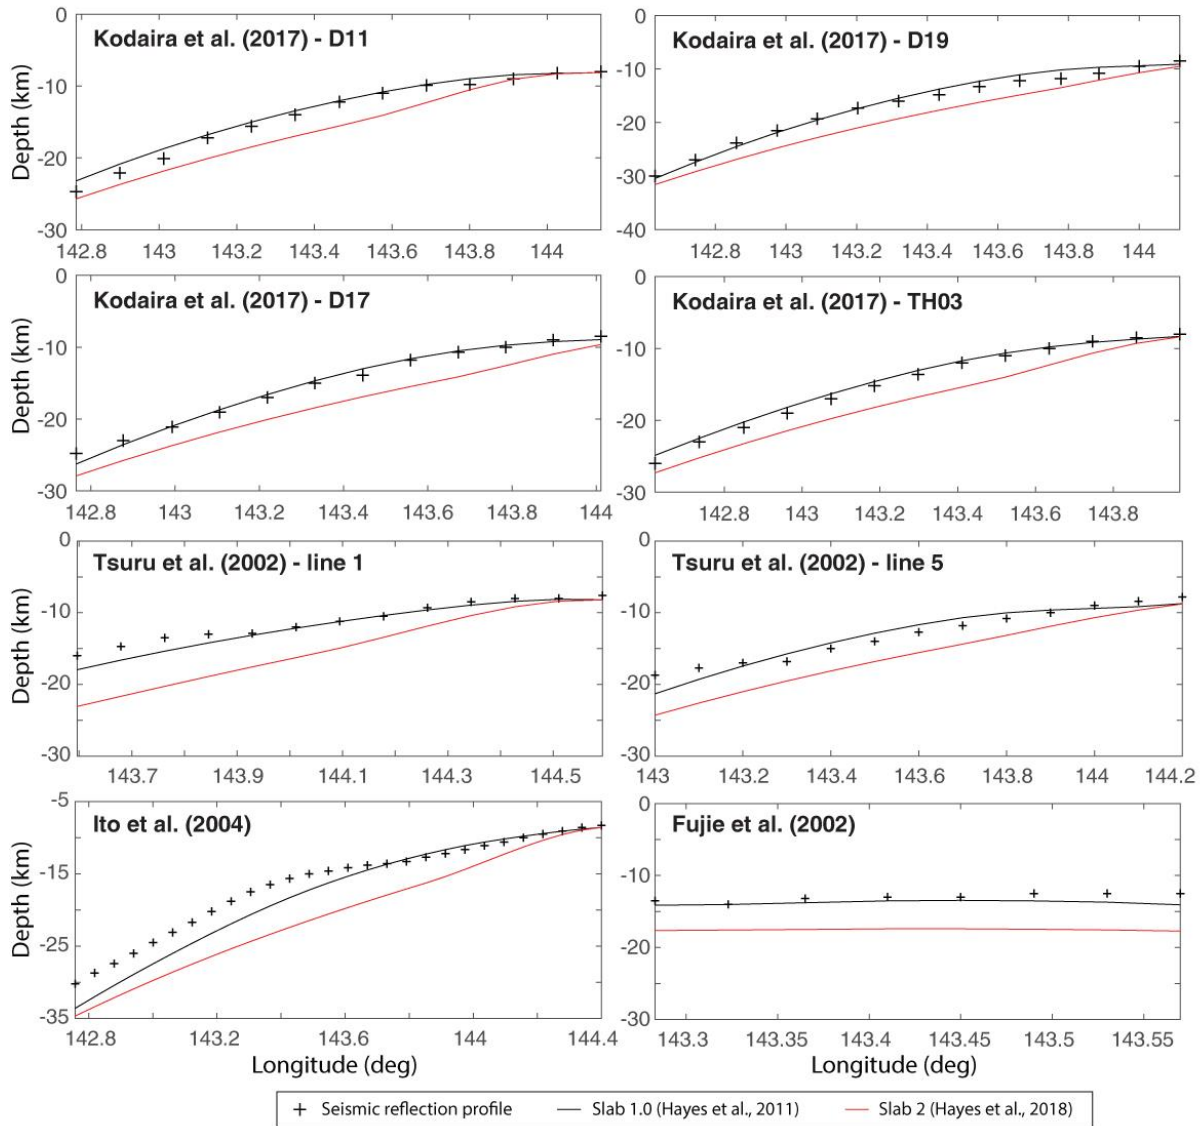 Kodaira et al. (2017) - D11
Depth (km)
0
-10
-20
-30
142.8 143 143.2 143.4 143.6 143.8 144
Kodaira et al. (2017) - D19
0
-10
-20
-30
-40
142.8 143 143.2 143.4 143.6 143.8 144
Kodaira et al. (2017) - D17
Depth (km)
0
-10
-20
-30
142.8 143 143.2 143.4 143.6 143.8 144
Kodaira et al. (2017) - TH03
0
-10
-20
-30
142.8 143 143.2 143.4 143.6 143.8
Tsuru et al. (2002) - line 1
Depth (km)
0
-10
-20
-30
143.7 143.9 144.1 144.3 144.5
Tsuru et al. (2002) - line 5
0
-10
-20
-30
143 143.2 143.4 143.6 143.8 144 144.2
Ito et al. (2004)
Depth (km)
-5
-15
-25
-35
142.8 143.2 143.6 144 144.4
Longitude (deg)
Fujie et al. (2002)
0
-10
-20
-30
143.3 143.35 143.4 143.45 143.5 143.55
Longitude (deg)
+ Seismic reflection profile
Slab 1.0 (Hayes et al., 2011)
Slab 2 (Hayes et al., 2018)